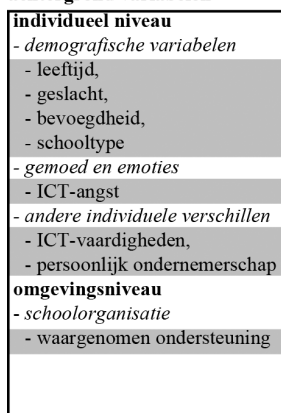 individueel niveau
- demografische variabelen
- leeftijd,
- geslacht,
- bevoegdheid,
- schooltype
- gemoed en emoties
- ICT-angst
- andere individuele verschillen
- ICT-vaardigheden,
- persoonlijk ondernemerschap
omgevingsniveau
- schoolorganisatie
- waargenomen ondersteuning